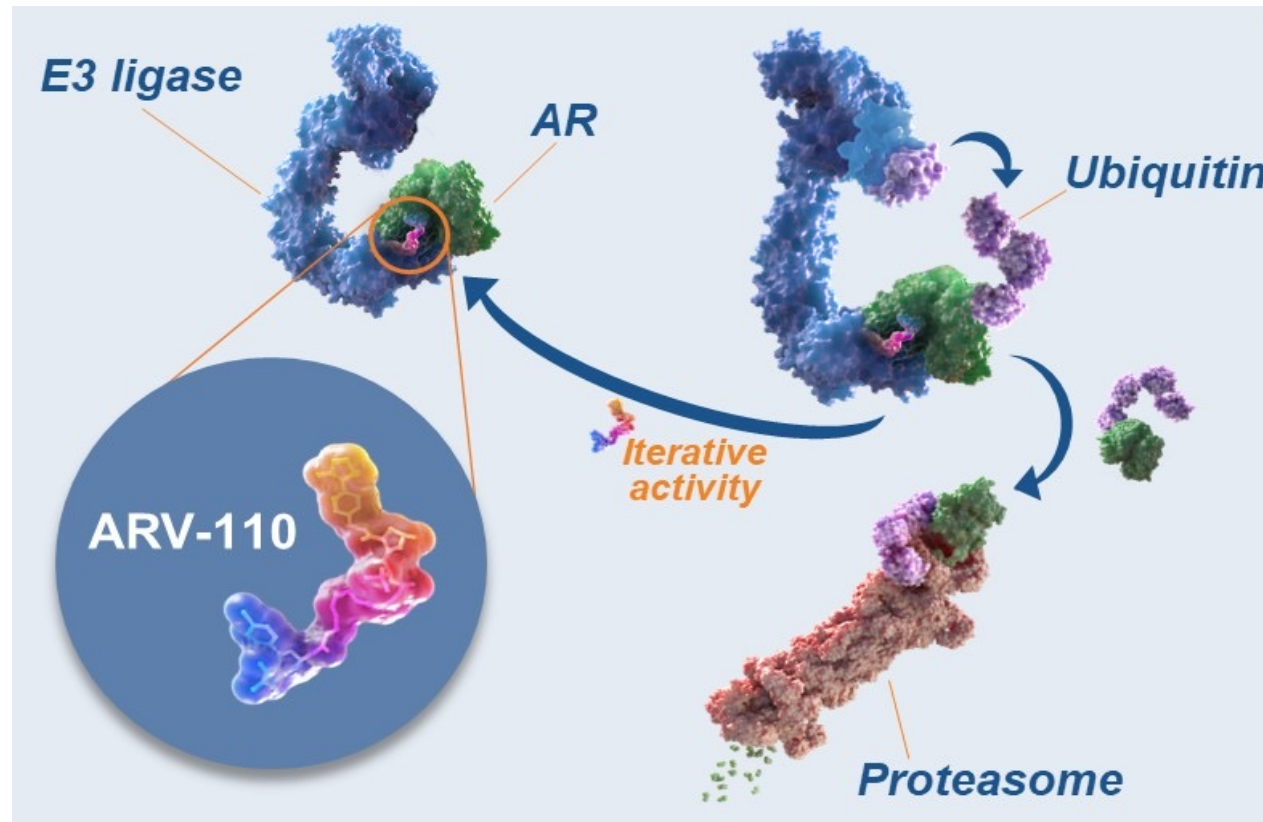 E3 ligase
AR
Ubiquitin
Iterative
activity
ARV-110
Proteasome